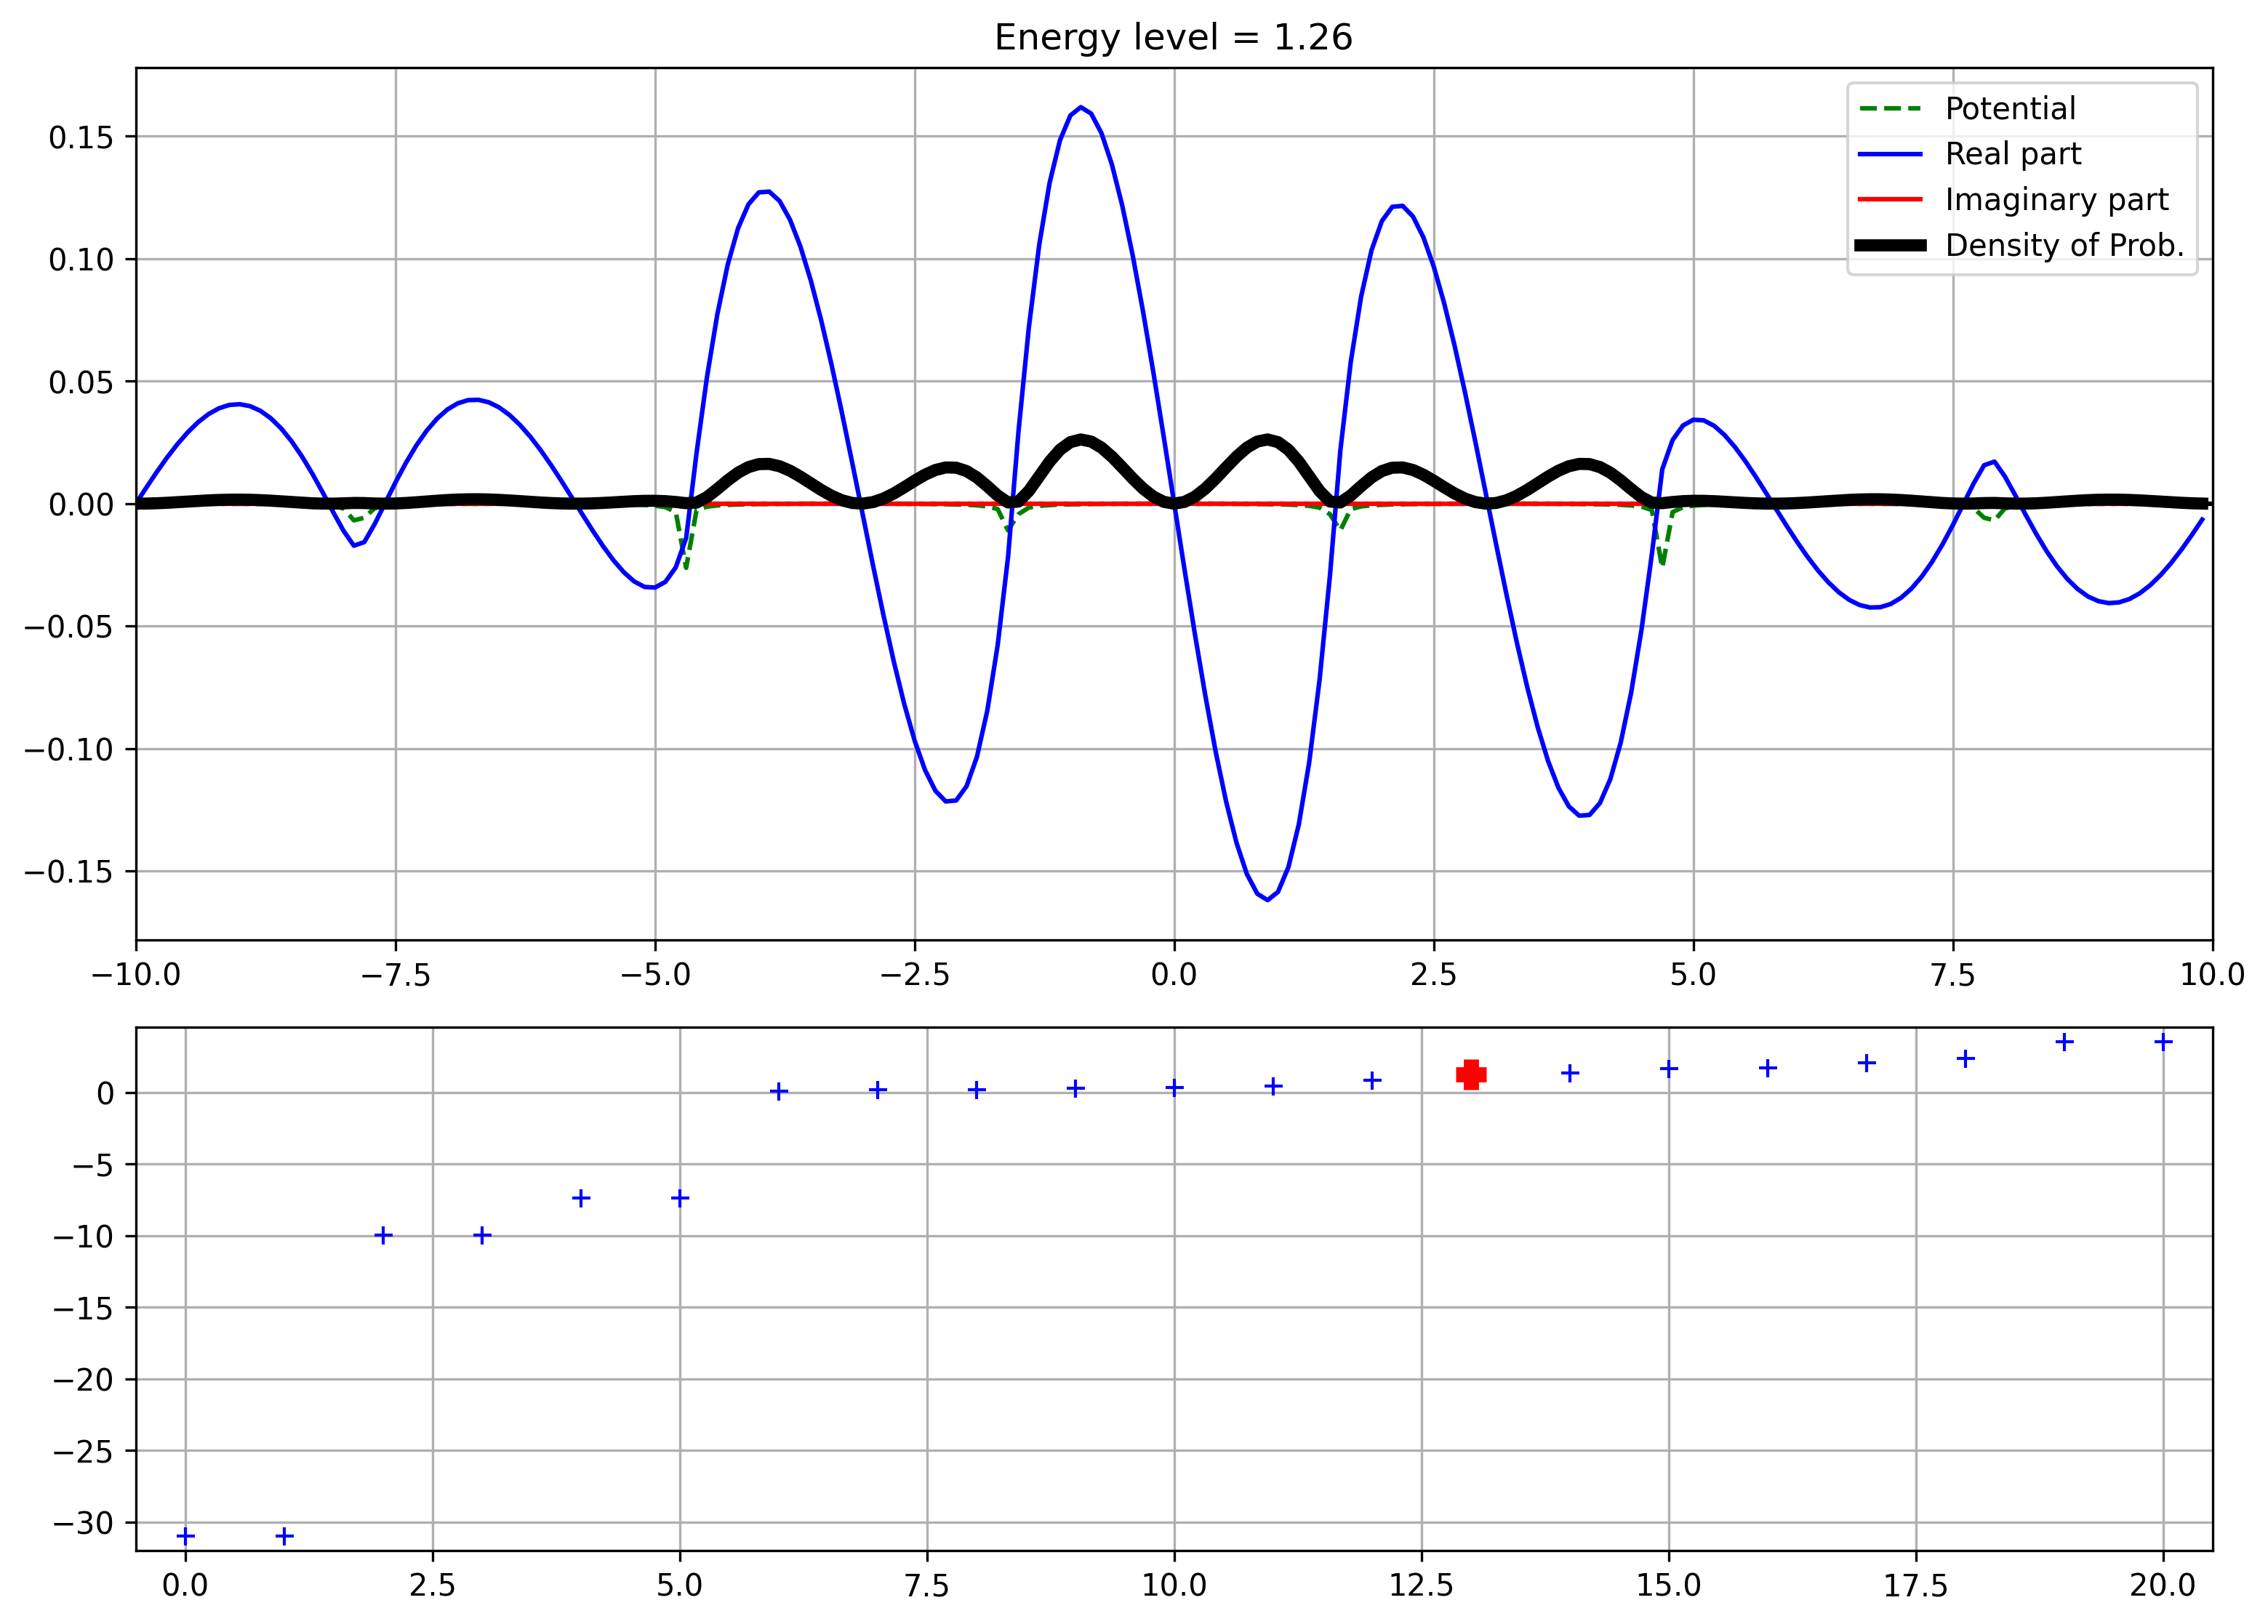 Energy level = 1.26
Potential
Real part
Imaginary part
Density of Prob.
0.15
0.10
0.05
0.00
−0.05
−0.10
−0.15
−10.0 −7.5 −5.0 −2.5 0.0 2.5 5.0 7.5 10.0
0
−5
−10
−15
−20
−25
−30
0.0 2.5 5.0 7.5 10.0 12.5 15.0 17.5 20.0